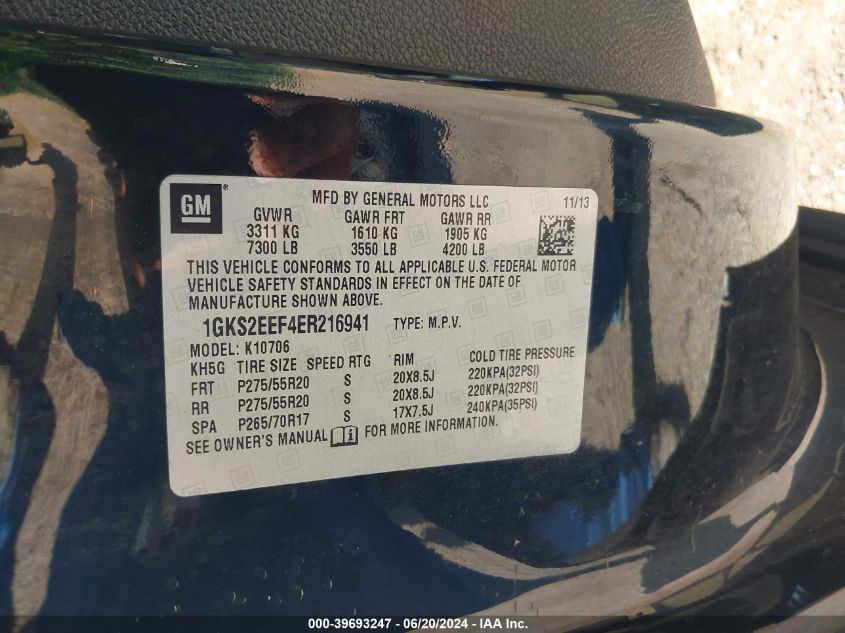 GM
MFD BY GENERAL MOTORS LLC
11/13
GVWR GAWR FRT GAWR RR
3311 KG 1610 KG 1905 KG
7300 LB 3550 LB 4200 LB
THIS VEHICLE CONFORMS TO ALL APPLICABLE U.S. FEDERAL MOTOR
VEHICLE SAFETY STANDARDS IN EFFECT ON THE DATE OF
MANUFACTURE SHOWN ABOVE.
1GKS2EEF4ER216941 TYPE: M.P.V.
MODEL: K10706
KH5G TIRE SIZE SPEED RTG RIM COLD TIRE PRESSURE
FRT P275/55R20 S 20X8.5J 220KPA(32PSI)
RR P275/55R20 S 20X8.5J 220KPA(32PSI)
SPA P265/70R17 S 17X7.5J 240KPA(35PSI)
SEE OWNER'S MANUAL FOR MORE INFORMATION.
000-39693247 - 06/20/2024 - IAA Inc.